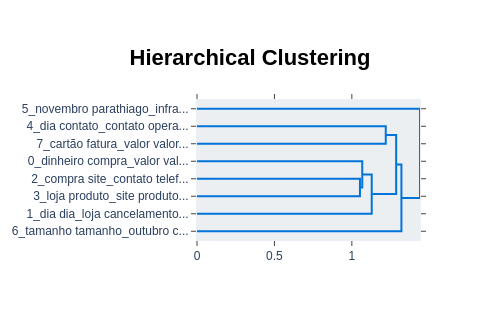 Hierarchical Clustering
5_novembro parathiago_infra...
4_dia contato_contato opera...
7_cartão fatura_valor valor...
0_dinheiro compra_valor val...
2_compra site_contato telef...
3_loja produto_site produto...
1_dia dia_loja cancelamento...
6_tamanho tamanho_outubro c...
0 0.5 1